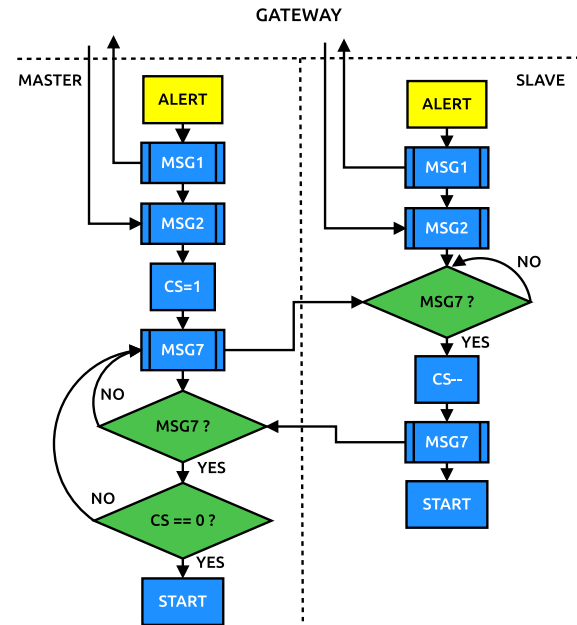 GATEWAY
MASTER
SLAVE
ALERT
MSG1
MSG2
CS=1
MSG7
NO
MSG7 ?
YES
NO
CS == 0 ?
YES
START
ALERT
MSG1
MSG2
NO
MSG7 ?
YES
CS--
MSG7
START